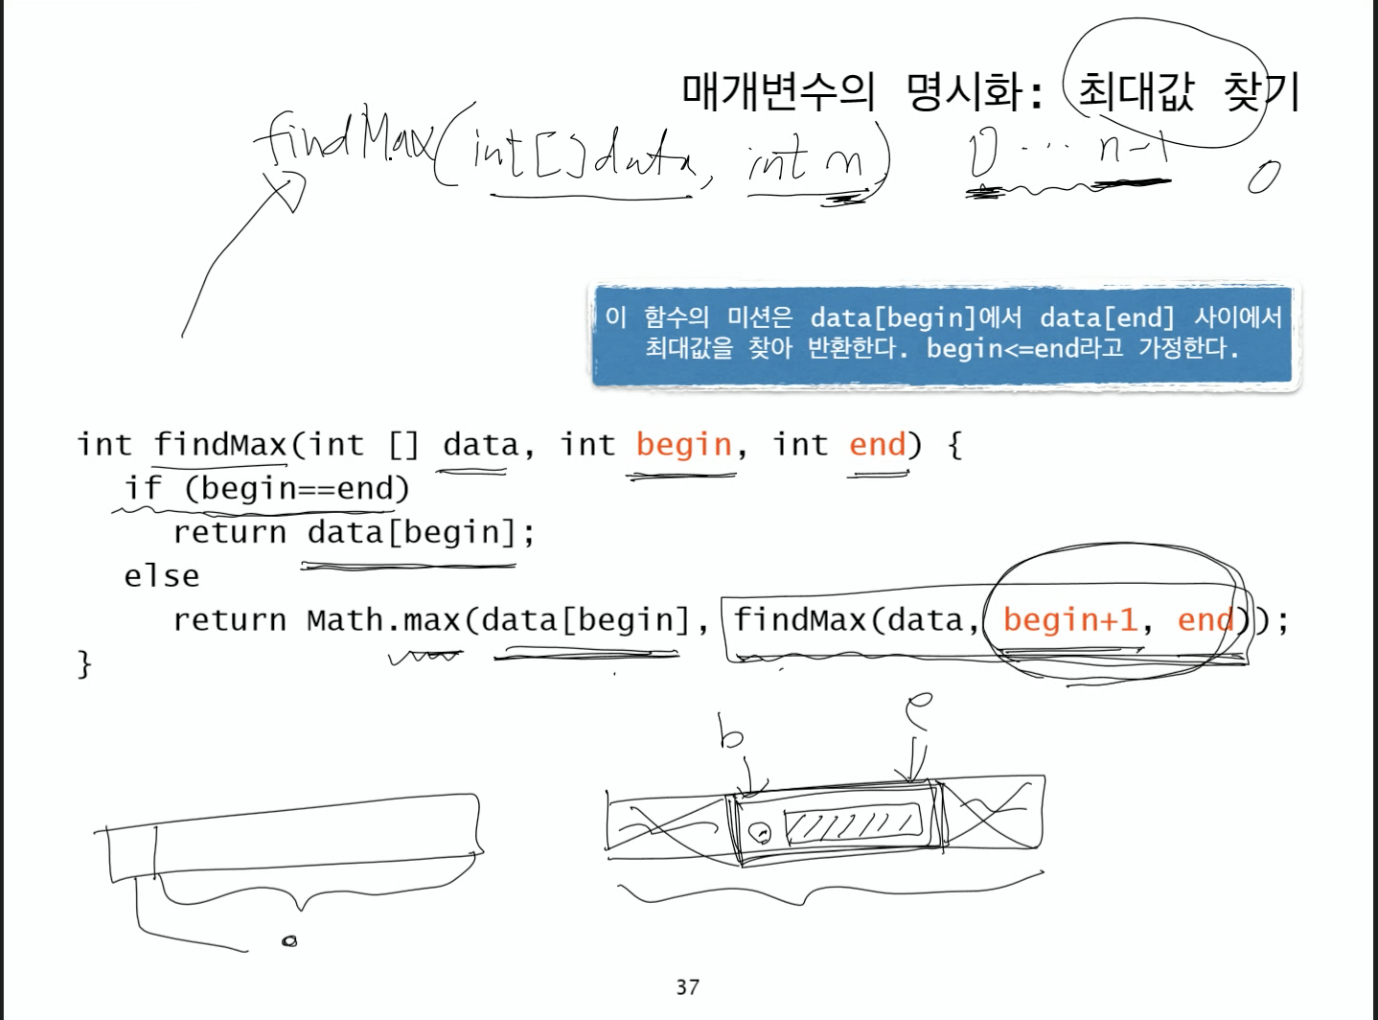 매개변수의 명시화: 최대값 찾기
findMax(int[] data, int n) 0 ... n-1 0
이 함수의 미션은 data[begin]에서 data[end] 사이에서
최대값을 찾아 반환한다. begin<=end라고 가정한다.
int findMax(int [] data, int begin, int end) {
if (begin==end)
return data[begin];
else
return Math.max(data[begin], findMax(data, begin+1, end));
}
b e
37